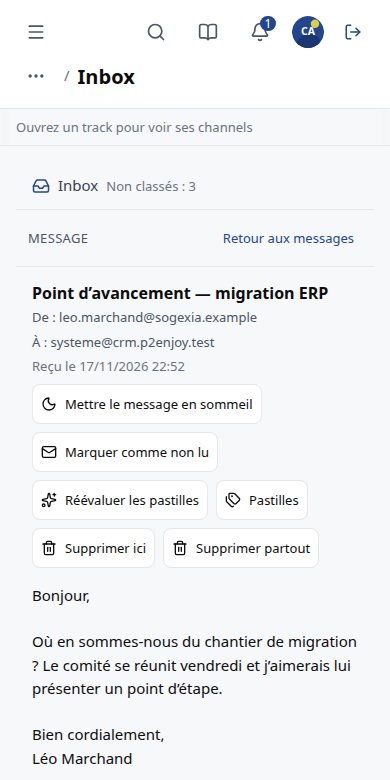 1
CA
… / Inbox
Ouvrez un track pour voir ses channels
Inbox Non classés : 3
MESSAGE Retour aux messages
Point d’avancement — migration ERP
De : leo.marchand@sogexia.example
À : systeme@crm.p2enjoy.test
Reçu le 17/11/2026 22:52
Mettre le message en sommeil
Marquer comme non lu
Réévaluer les pastilles Pastilles
Supprimer ici Supprimer partout
Bonjour,
Où en sommes-nous du chantier de migration
? Le comité se réunit vendredi et j’aimerais lui
présenter un point d’étape.
Bien cordialement,
Léo Marchand